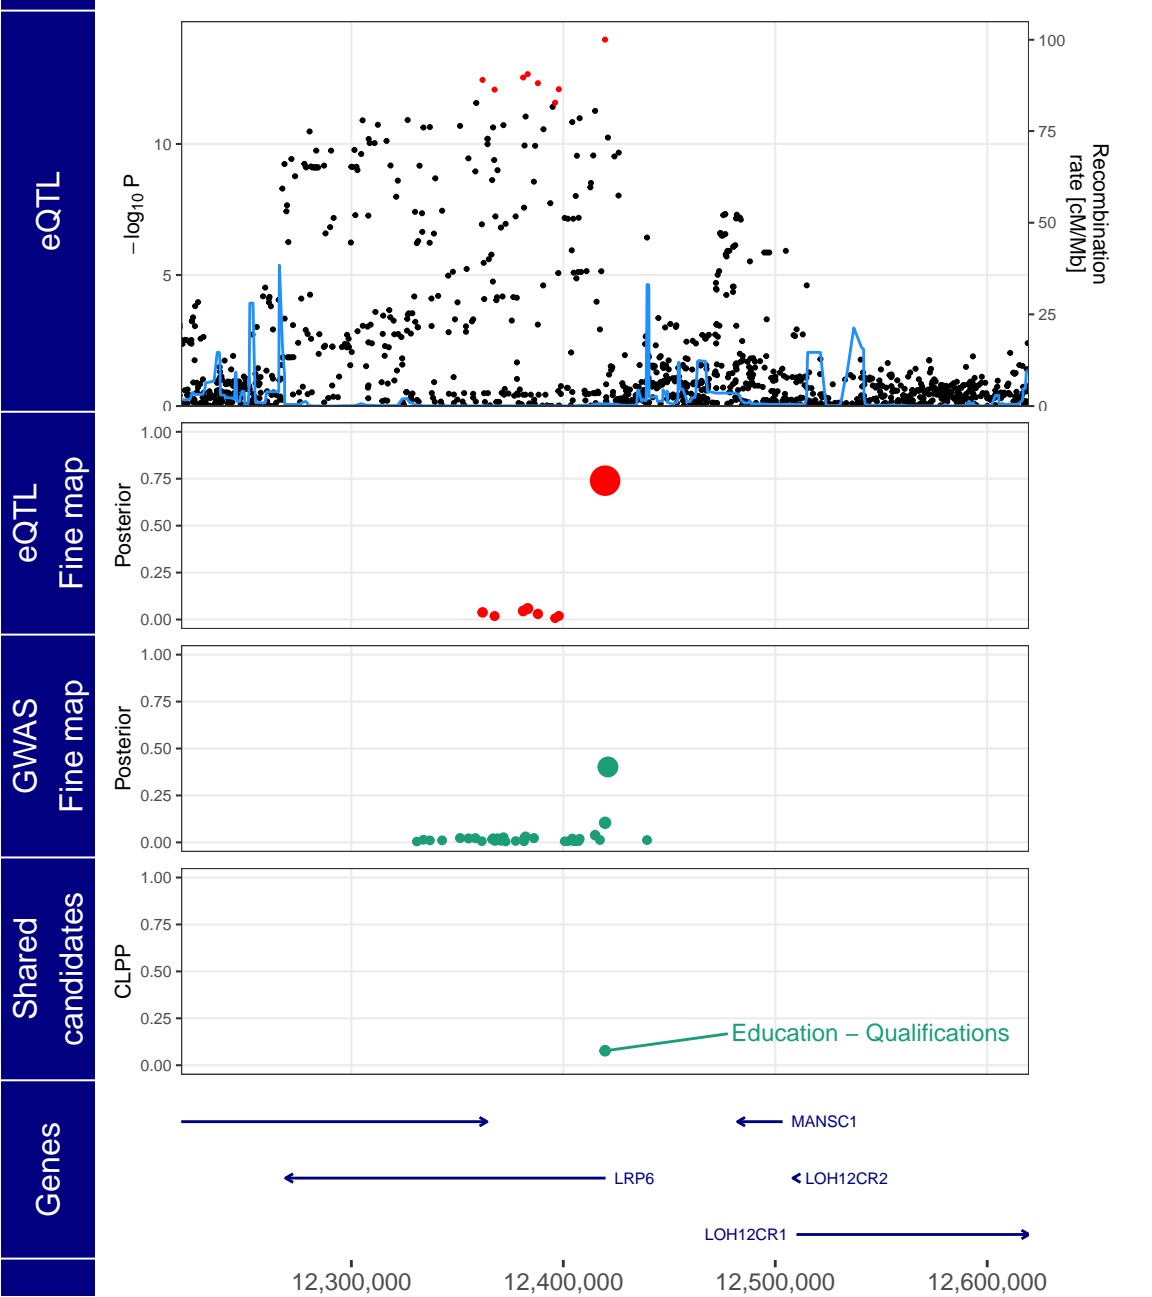 eQTL
−log10 P
10
5
0
100
75
50
25
0
Recombination
rate [cM/Mb]
eQTL
Fine map
Posterior
1.00
0.75
0.50
0.25
0.00
GWAS
Fine map
Posterior
1.00
0.75
0.50
0.25
0.00
Shared
candidates
CLPP
1.00
0.75
0.50
0.25
0.00
Education − Qualifications
Genes
MANSC1
LRP6
LOH12CR2
LOH12CR1
12,300,000
12,400,000
12,500,000
12,600,000